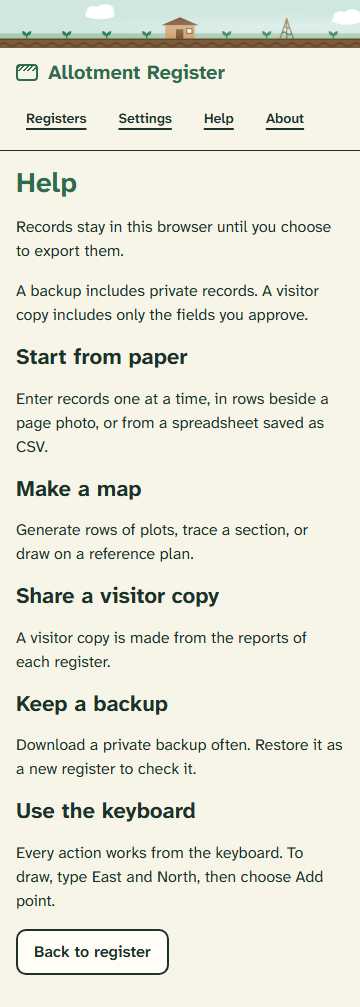 Allotment Register
Registers Settings Help About
Help
Records stay in this browser until you choose
to export them.
A backup includes private records. A visitor
copy includes only the fields you approve.
Start from paper
Enter records one at a time, in rows beside a
page photo, or from a spreadsheet saved as
CSV.
Make a map
Generate rows of plots, trace a section, or
draw on a reference plan.
Share a visitor copy
A visitor copy is made from the reports of
each register.
Keep a backup
Download a private backup often. Restore it as
a new register to check it.
Use the keyboard
Every action works from the keyboard. To
draw, type East and North, then choose Add
point.
Back to register